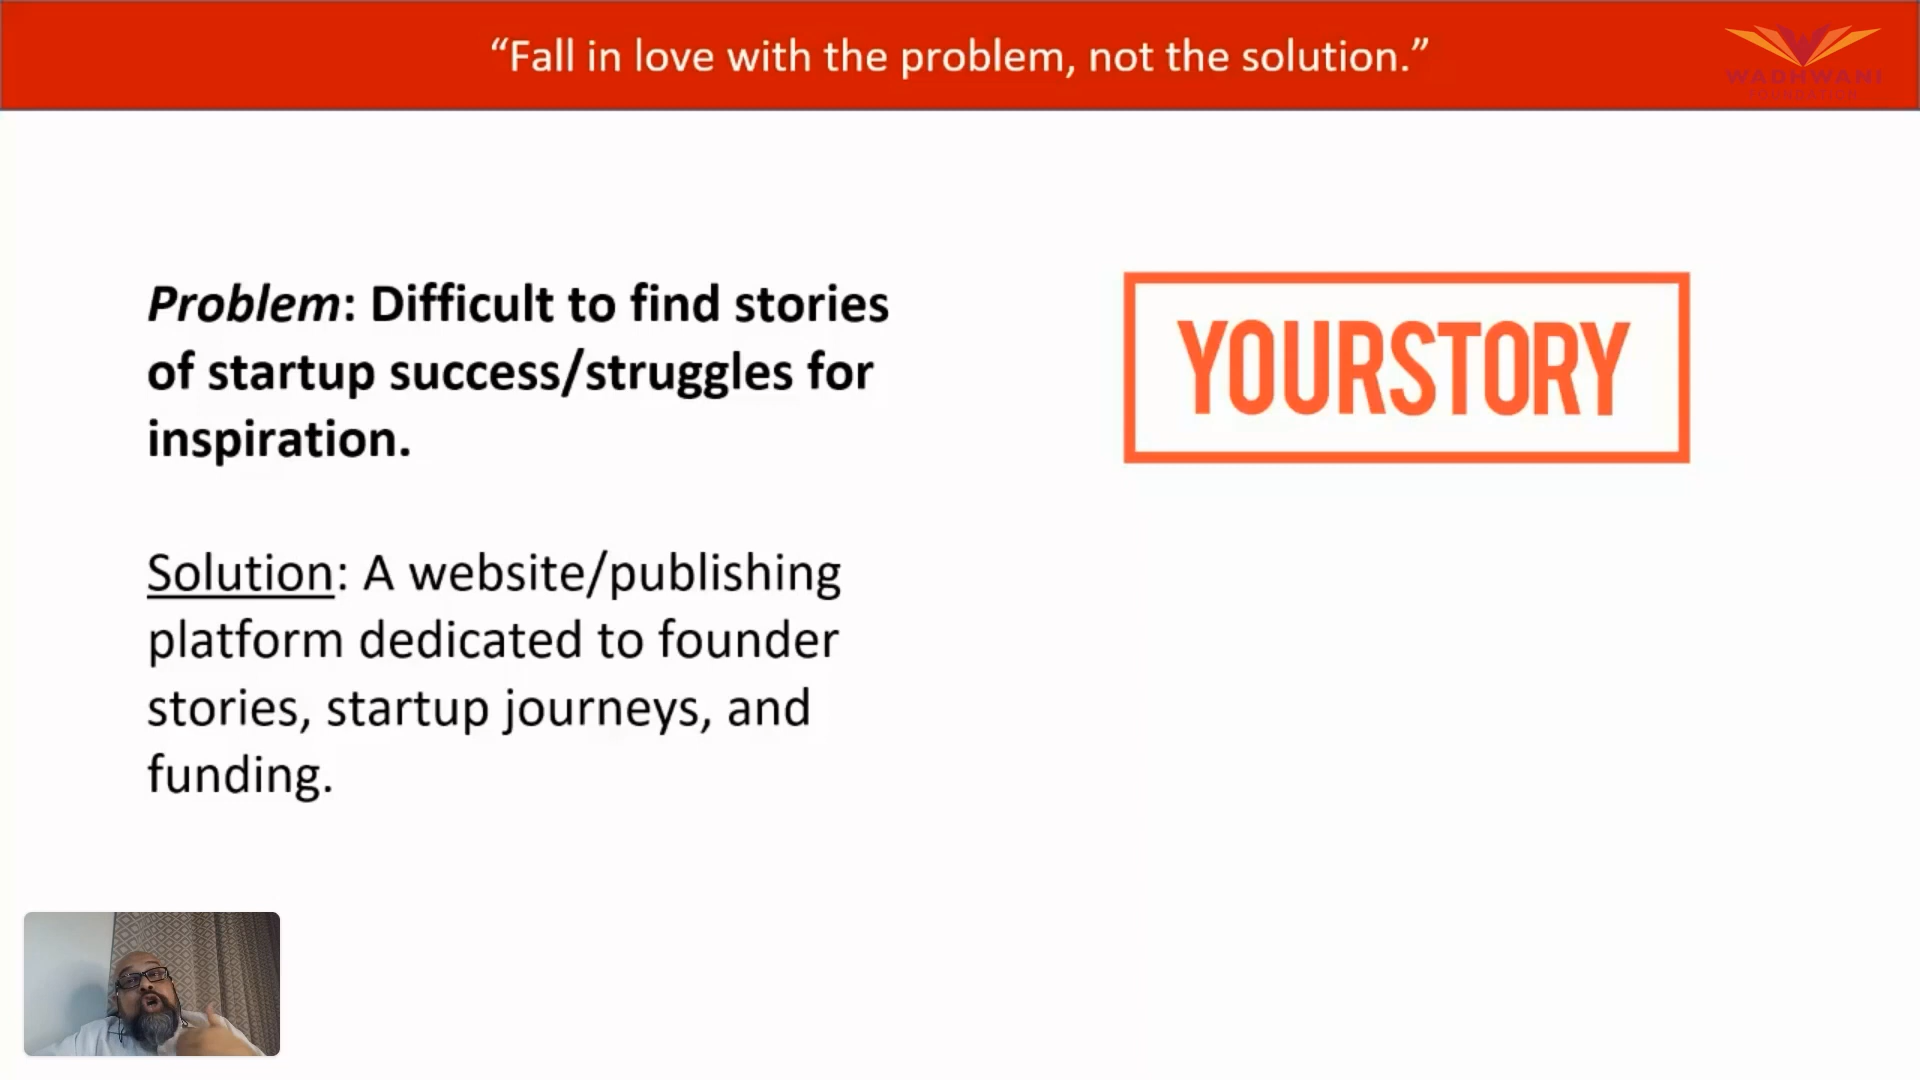 “Fall in love with the problem, not the solution.”
WADHWANI
FOUNDATION
Problem: Difficult to find stories
of startup success/struggles for
inspiration.
YOURSTORY
Solution: A website/publishing
platform dedicated to founder
stories, startup journeys, and
funding.